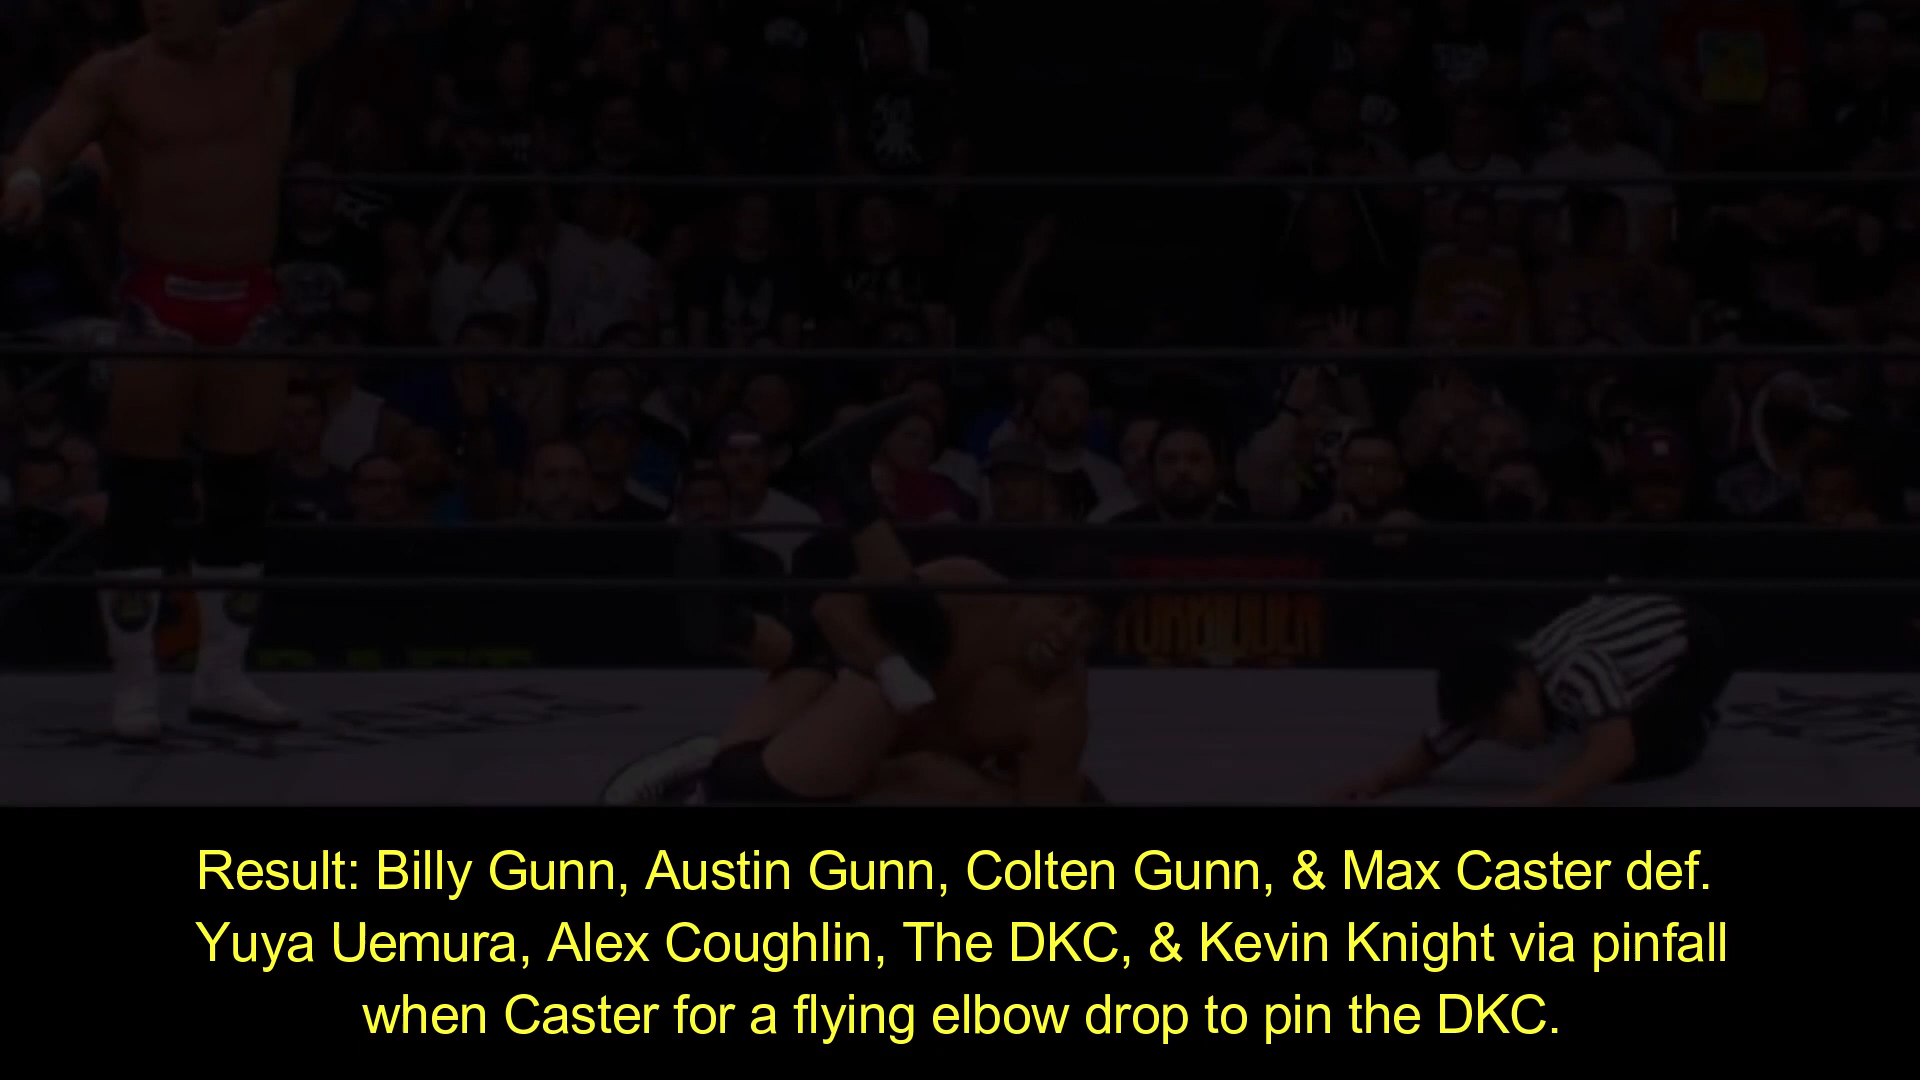 FORBIDDEN
Result: Billy Gunn, Austin Gunn, Colten Gunn, & Max Caster def.
Yuya Uemura, Alex Coughlin, The DKC, & Kevin Knight via pinfall
when Caster for a flying elbow drop to pin the DKC.